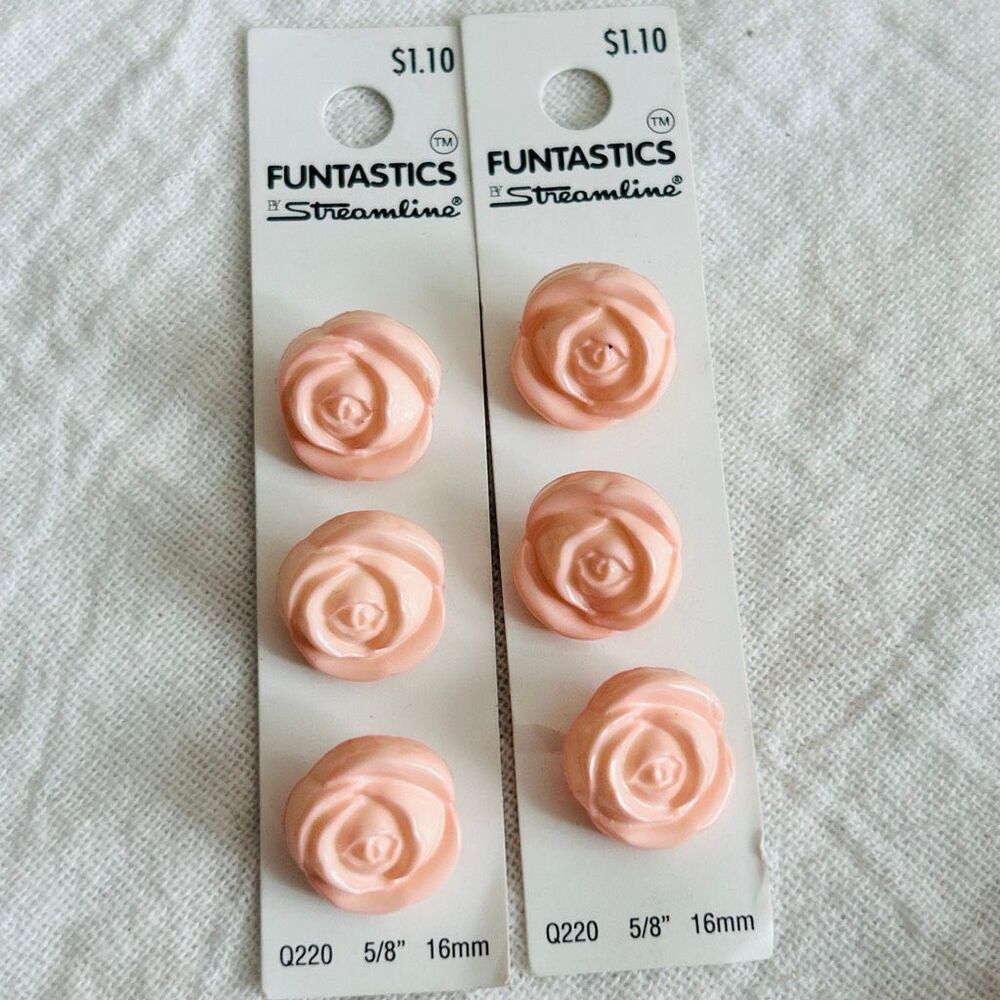 $1.10
TM
FUNTASTICS
BY Streamline®
Q220 5/8" 16mm
$1.10
TM
FUNTASTICS
BY Streamline®
Q220 5/8" 16mm